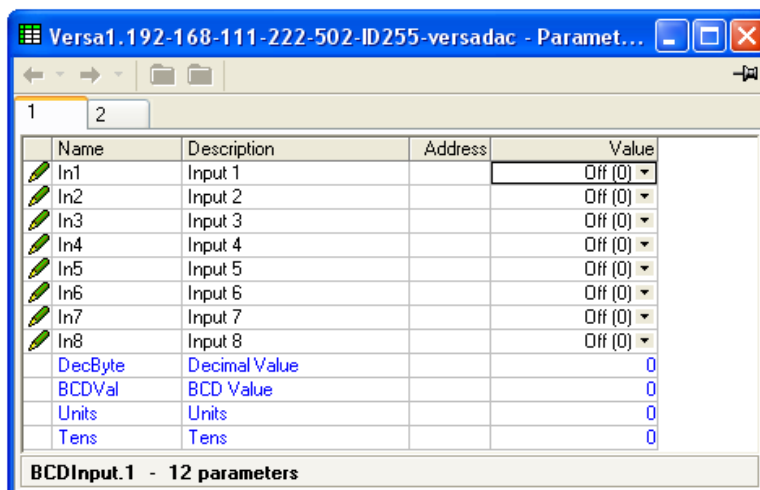 Versa1.192-168-111-222-502-ID255-versadac - Paramet...
1 2
Name Description Address Value
In1 Input 1 Off (0)
In2 Input 2 Off (0)
In3 Input 3 Off (0)
In4 Input 4 Off (0)
In5 Input 5 Off (0)
In6 Input 6 Off (0)
In7 Input 7 Off (0)
In8 Input 8 Off (0)
DecByte Decimal Value 0
BCDVal BCD Value 0
Units Units 0
Tens Tens 0
BCDInput.1 - 12 parameters